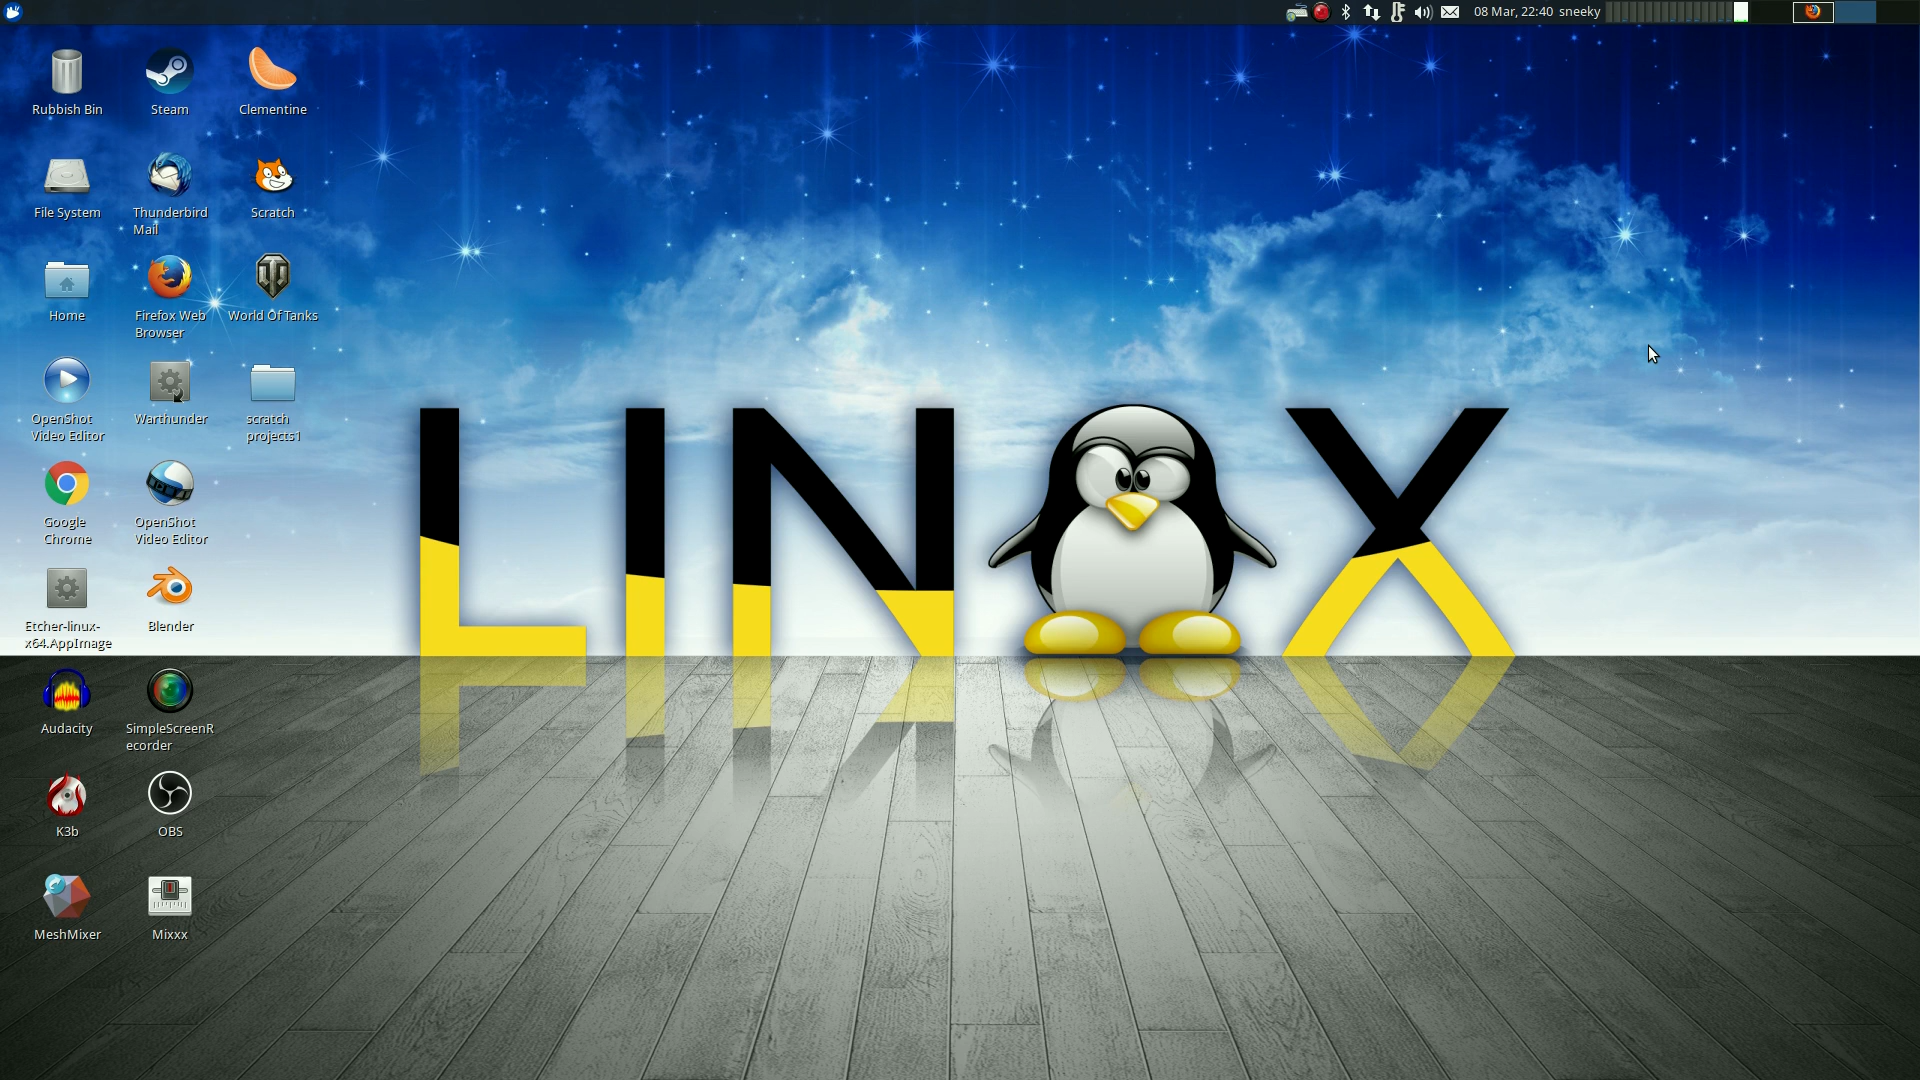 08 Mar, 22:40 sneeky
Rubbish Bin
Steam
Clementine
File System
Thunderbird
Mail
Scratch
Home
Firefox Web
Browser
World Of Tanks
OpenShot
Video Editor
Warthunder
scratch
projects1
Google
Chrome
OpenShot
Video Editor
Etcher-linux-
x64.AppImage
Blender
Audacity
SimpleScreenR
ecorder
K3b
OBS
MeshMixer
Mixxx
LINUX